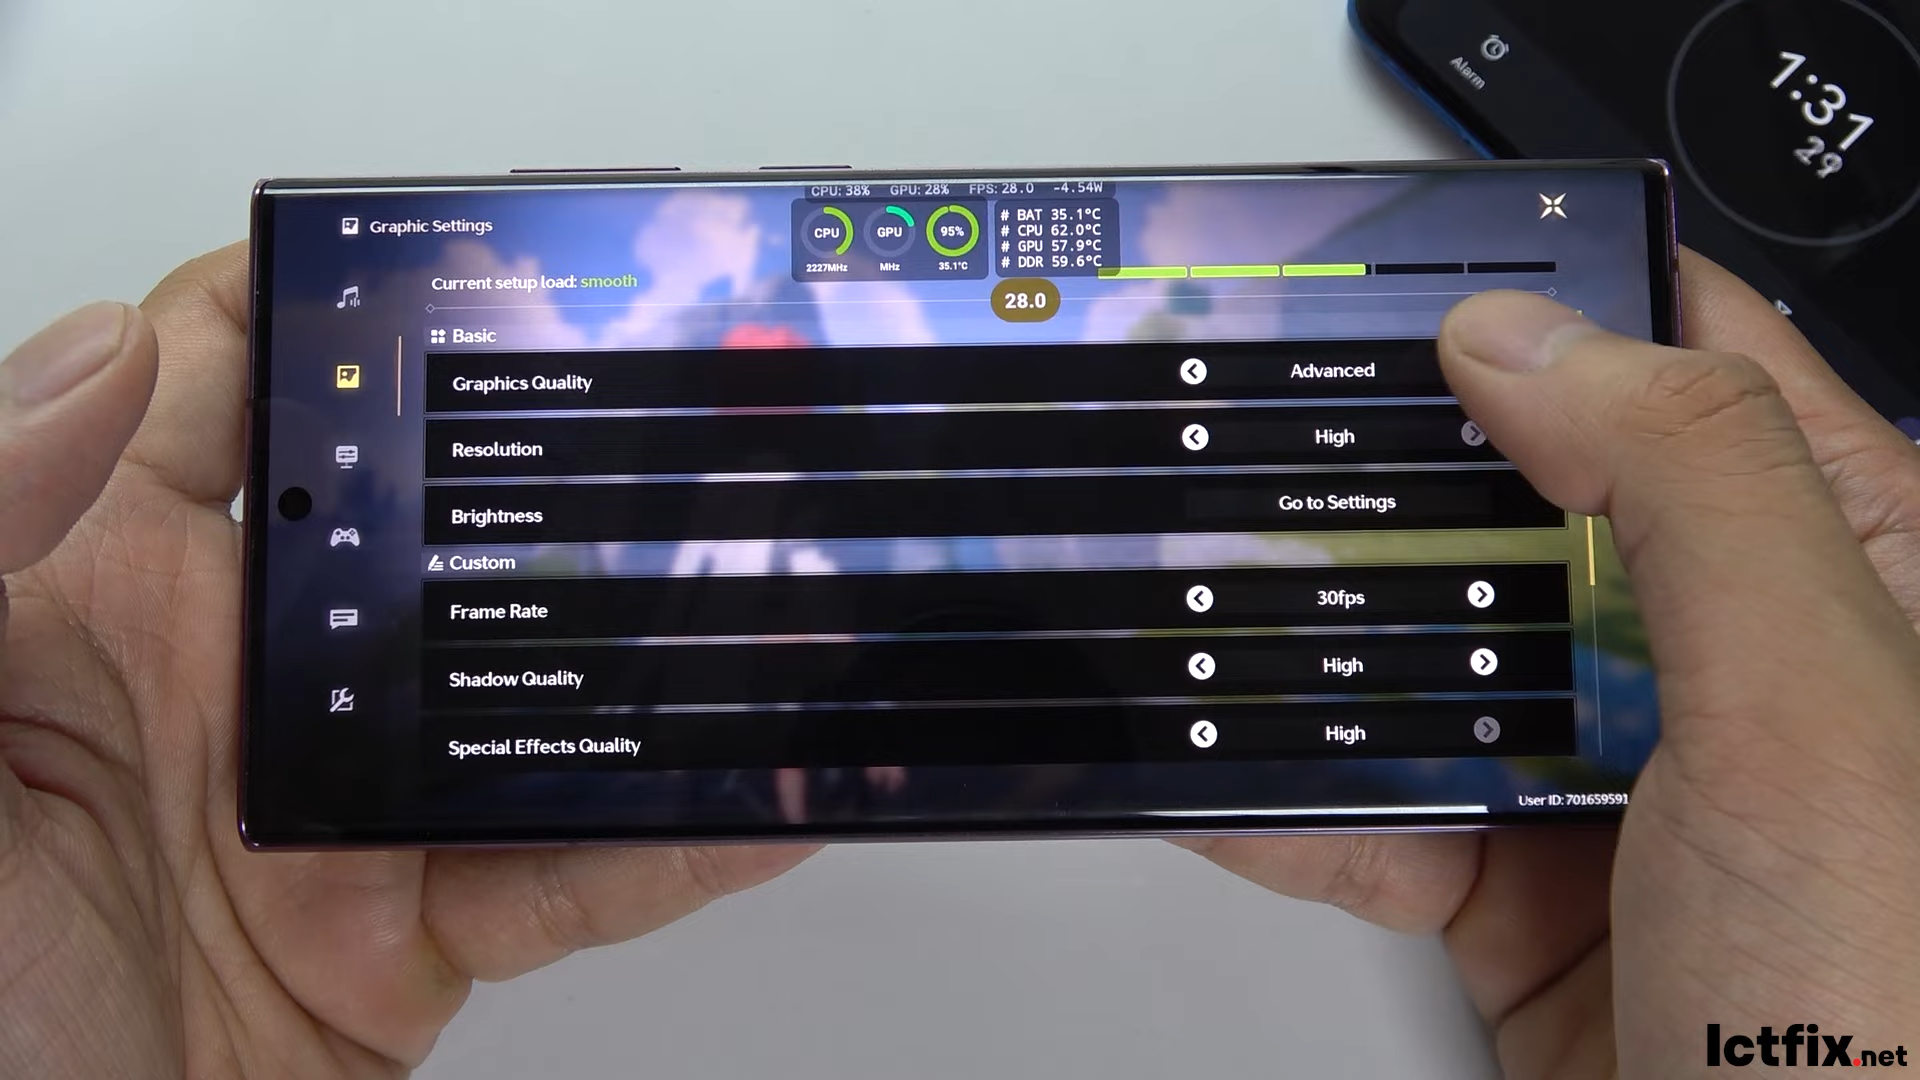 Alarm
1:31
29
CPU: 38% GPU: 28% FPS: 28.0 -4.54W
Graphic Settings
CPU
GPU
95%
2227MHz
MHz
35.1°C
# BAT 35.1°C
# CPU 62.0°C
# GPU 57.9°C
# DDR 59.6°C
Current setup load: smooth
28.0
Basic
Graphics Quality
Advanced
Resolution
High
Brightness
Go to Settings
Custom
Frame Rate
30fps
Shadow Quality
High
Special Effects Quality
High
User ID: 701659591
Ictfix.net